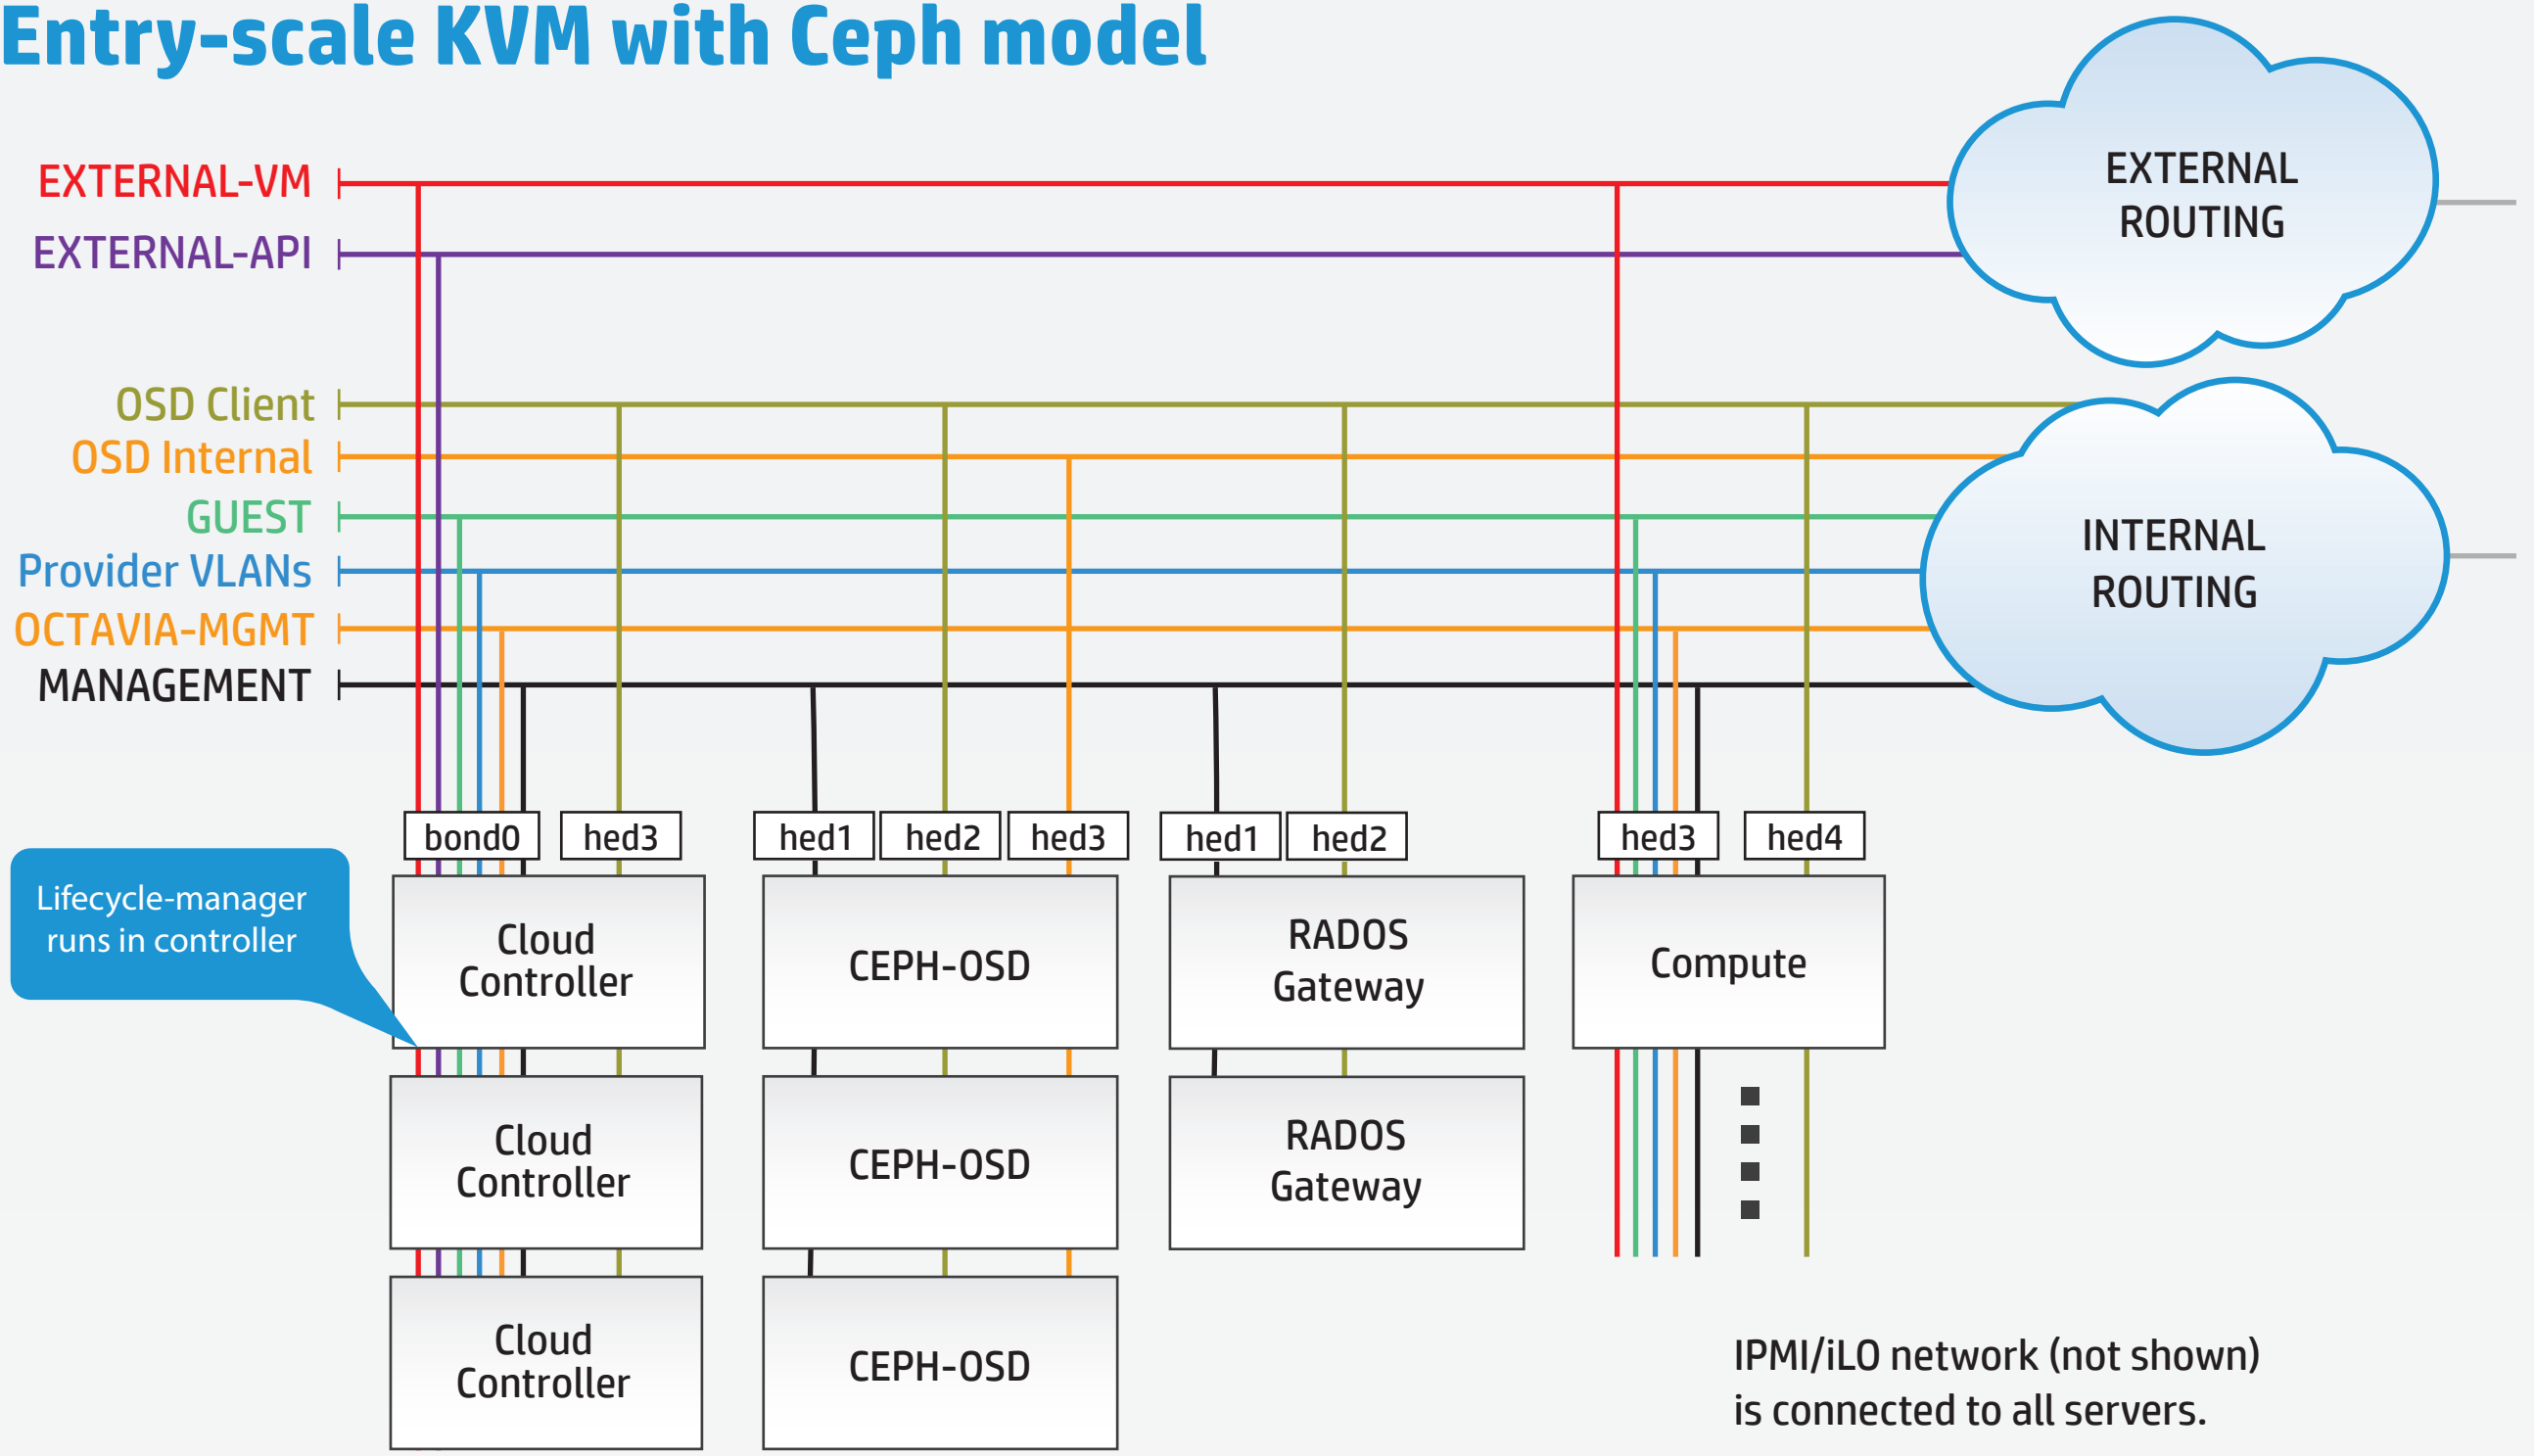 Entry-scale KVM with Ceph model
EXTERNAL-VM
EXTERNAL-API
EXTERNAL
ROUTING
OSD Client
OSD Internal
GUEST
Provider VLANs
OCTAVIA-MGMT
MANAGEMENT
INTERNAL
ROUTING
bond0
hed3
hed1
hed2
hed3
hed1
hed2
hed3
hed4
Lifecycle-manager
runs in controller
Cloud
Controller
CEPH-OSD
RADOS
Gateway
Compute
Cloud
Controller
CEPH-OSD
RADOS
Gateway
Cloud
Controller
CEPH-OSD
IPMI/iLO network (not shown)
is connected to all servers.